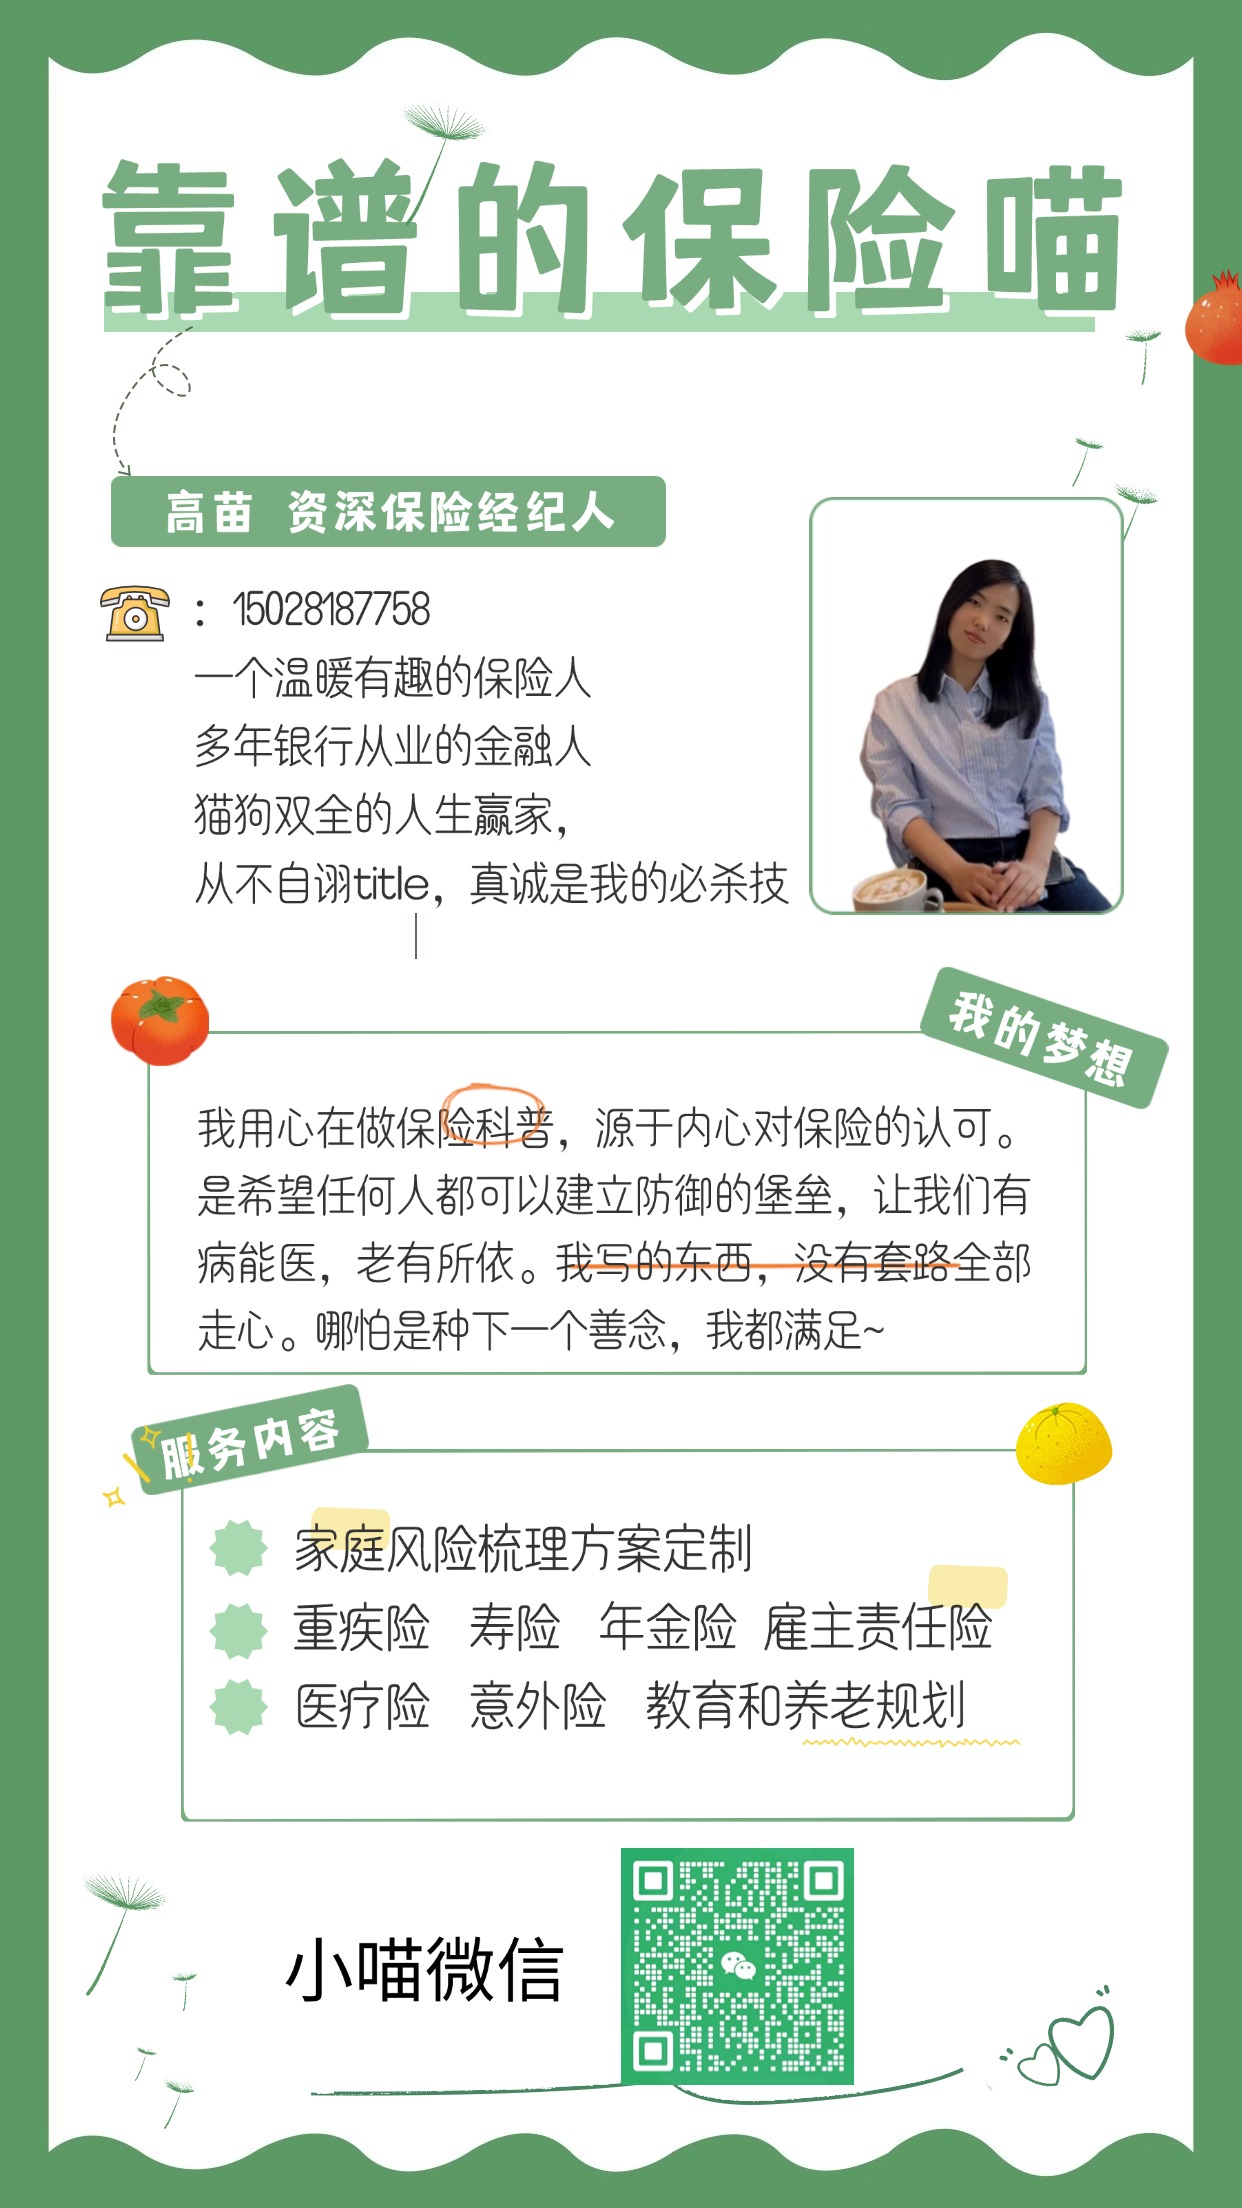 靠谱的保险喵
高苗 资深保险经纪人
：15028187758
一个温暖有趣的保险人
多年银行从业的金融人
猫狗双全的人生赢家，
从不自诩title，真诚是我的必杀技
我的梦想
我用心在做保险科普，源于内心对保险的认可。
是希望任何人都可以建立防御的堡垒，让我们有
病能医，老有所依。我写的东西，没有套路全部
走心。哪怕是种下一个善念，我都满足~
服务内容
家庭风险梳理方案定制
重疾险 寿险 年金险 雇主责任险
医疗险 意外险 教育和养老规划
小喵微信